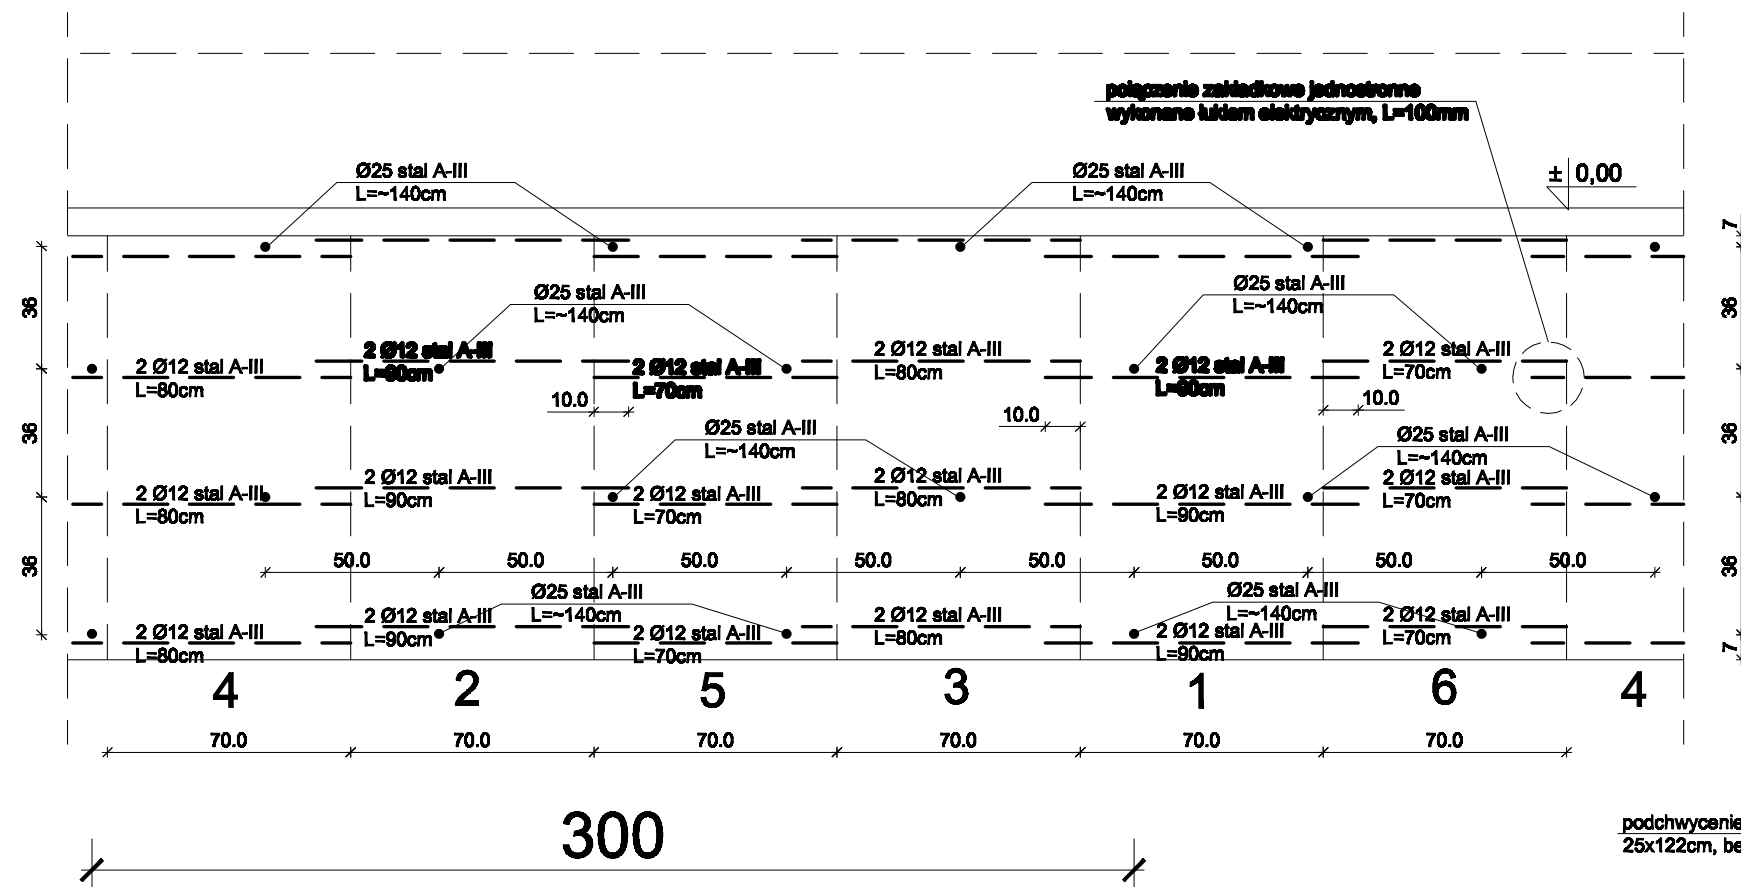 połączenie zakładkowe jednostronne
wykonane łukiem elektrycznym, L=100mm
Ø25 stal A-III
L=~140cm
Ø25 stal A-III
L=~140cm
± 0,00
7
Ø25 stal A-III
L=~140cm
Ø25 stal A-III
L=~140cm
36
36
2 Ø12 stal A-III
L=80cm
2 Ø12 stal A-III
L=90cm
2 Ø12 stal A-III
L=70cm
2 Ø12 stal A-III
L=80cm
2 Ø12 stal A-III
L=90cm
2 Ø12 stal A-III
L=70cm
10.0
10.0
10.0
36
36
Ø25 stal A-III
L=~140cm
Ø25 stal A-III
L=~140cm
2 Ø12 stal A-III
L=80cm
2 Ø12 stal A-III
L=90cm
2 Ø12 stal A-III
L=70cm
2 Ø12 stal A-III
L=80cm
2 Ø12 stal A-III
L=90cm
2 Ø12 stal A-III
L=70cm
36
50.0
50.0
50.0
50.0
50.0
50.0
50.0
50.0
36
Ø25 stal A-III
L=~140cm
Ø25 stal A-III
L=~140cm
2 Ø12 stal A-III
L=80cm
2 Ø12 stal A-III
L=90cm
2 Ø12 stal A-III
L=70cm
2 Ø12 stal A-III
L=80cm
2 Ø12 stal A-III
L=90cm
2 Ø12 stal A-III
L=70cm
7
4 2 5 3 1 6 4
70.0 70.0 70.0 70.0 70.0 70.0
300
podchwycenie
25x122cm, be